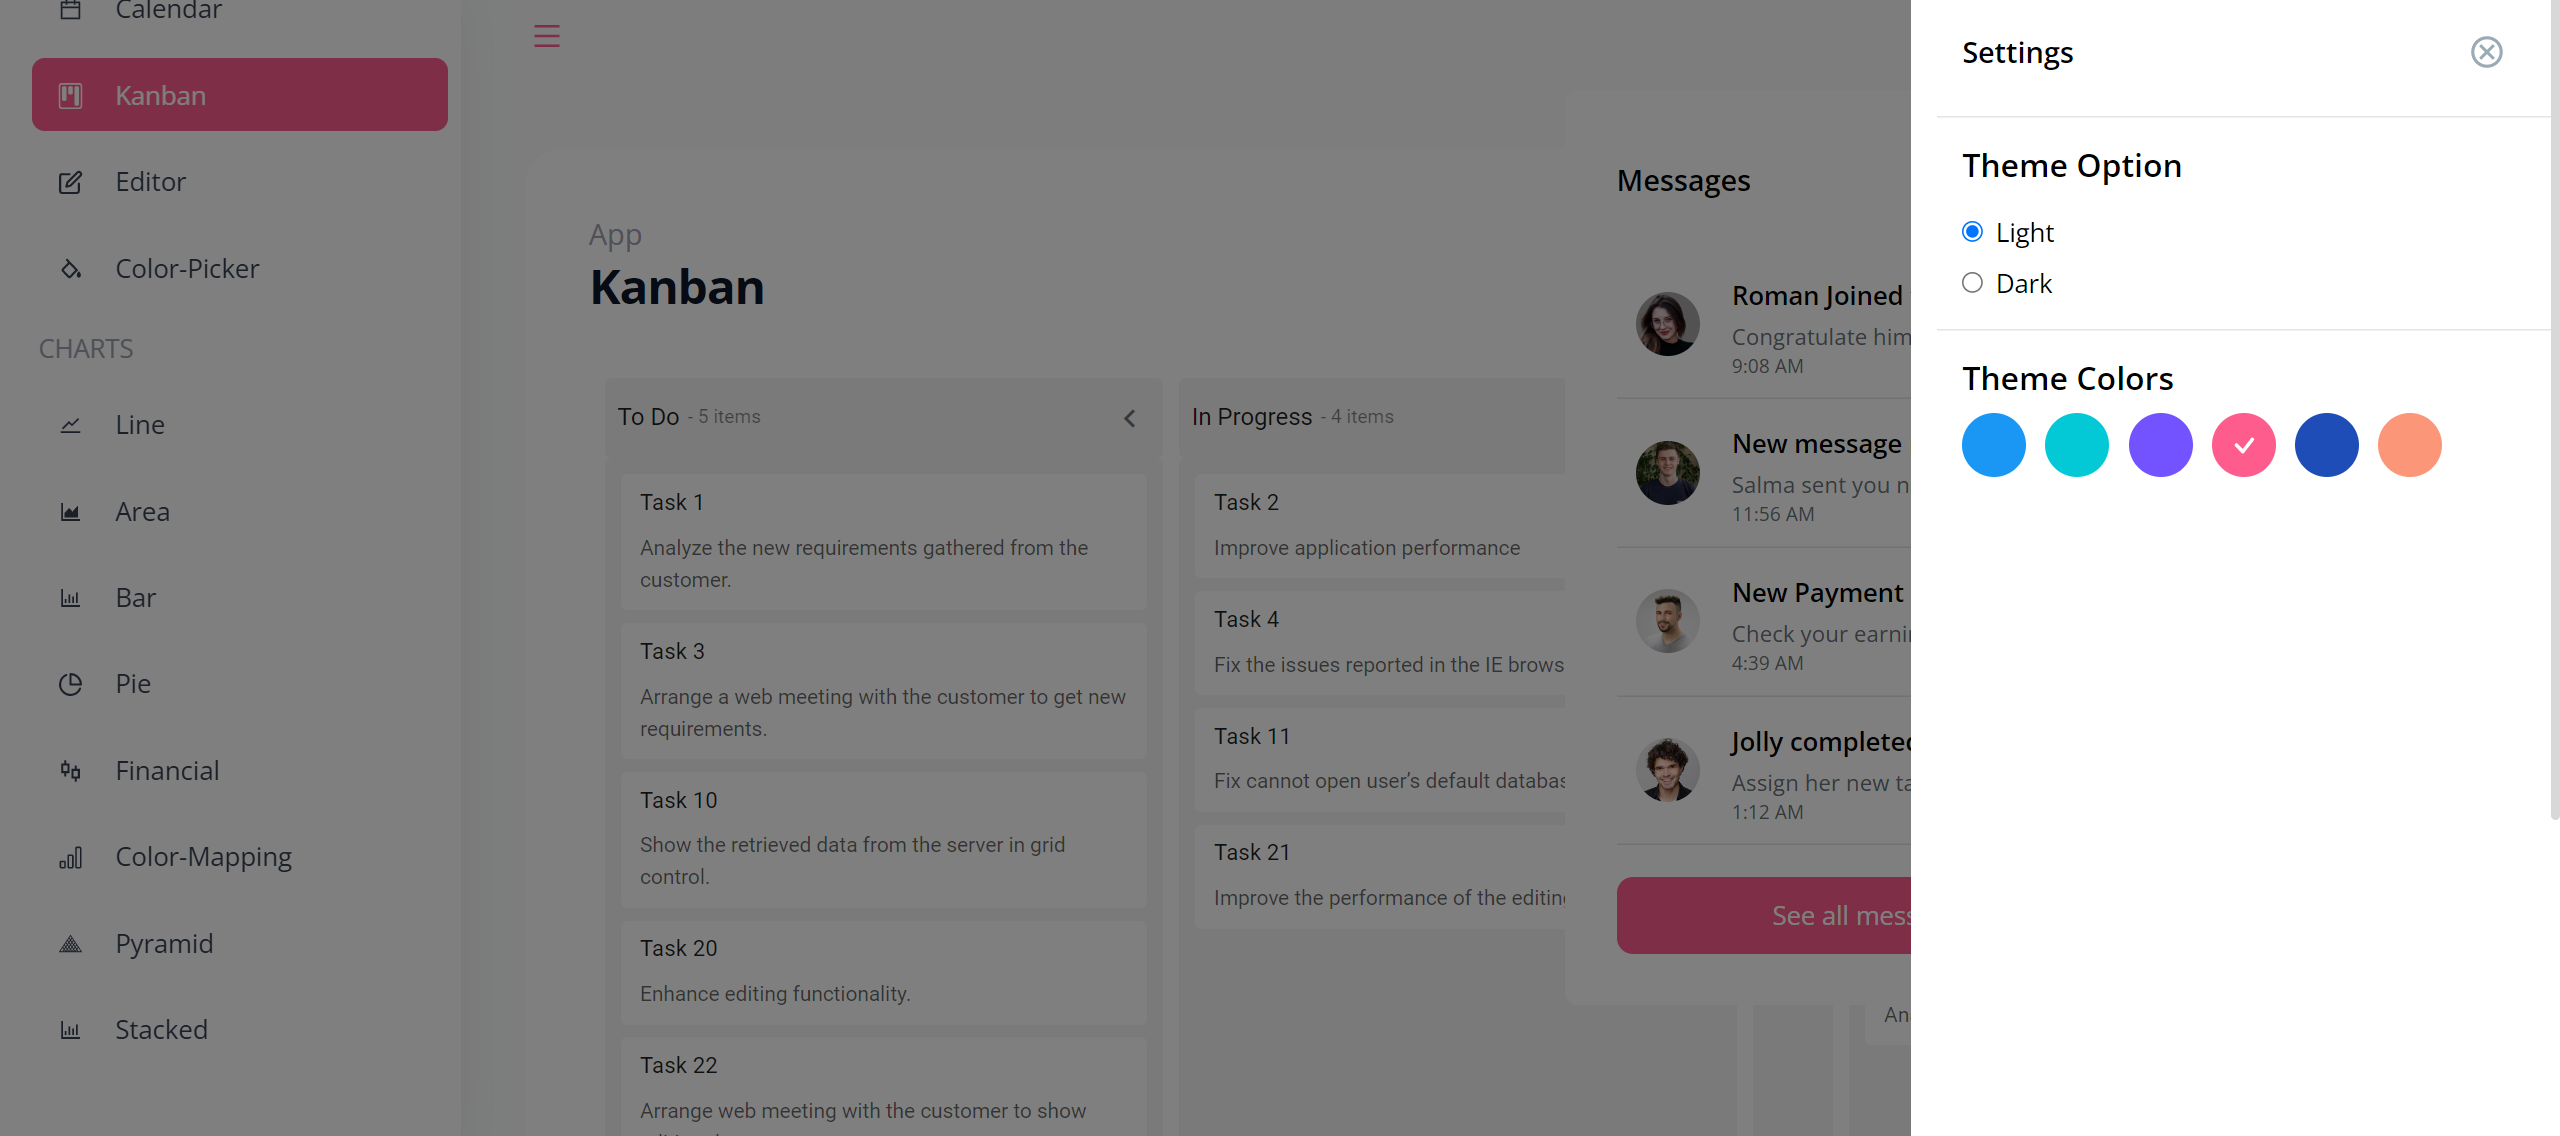 Calendar
Kanban
Editor
Color-Picker
CHARTS
Line
Area
Bar
Pie
Financial
Color-Mapping
Pyramid
Stacked
App
Kanban
To Do - 5 items
Task 1
Analyze the new requirements gathered from the
customer.
Task 3
Arrange a web meeting with the customer to get new
requirements.
Task 10
Show the retrieved data from the server in grid
control.
Task 20
Enhance editing functionality.
Task 22
Arrange web meeting with the customer to show
In Progress - 4 items
Task 2
Improve application performance
Task 4
Fix the issues reported in the IE brows
Task 11
Fix cannot open user’s default databas
Task 21
Improve the performance of the editing
Messages
Roman Joined
Congratulate him
9:08 AM
New message
Salma sent you n
11:56 AM
New Payment
Check your earni
4:39 AM
Jolly completed
Assign her new ta
1:12 AM
See all mess
An
Settings
Theme Option
Light
Dark
Theme Colors